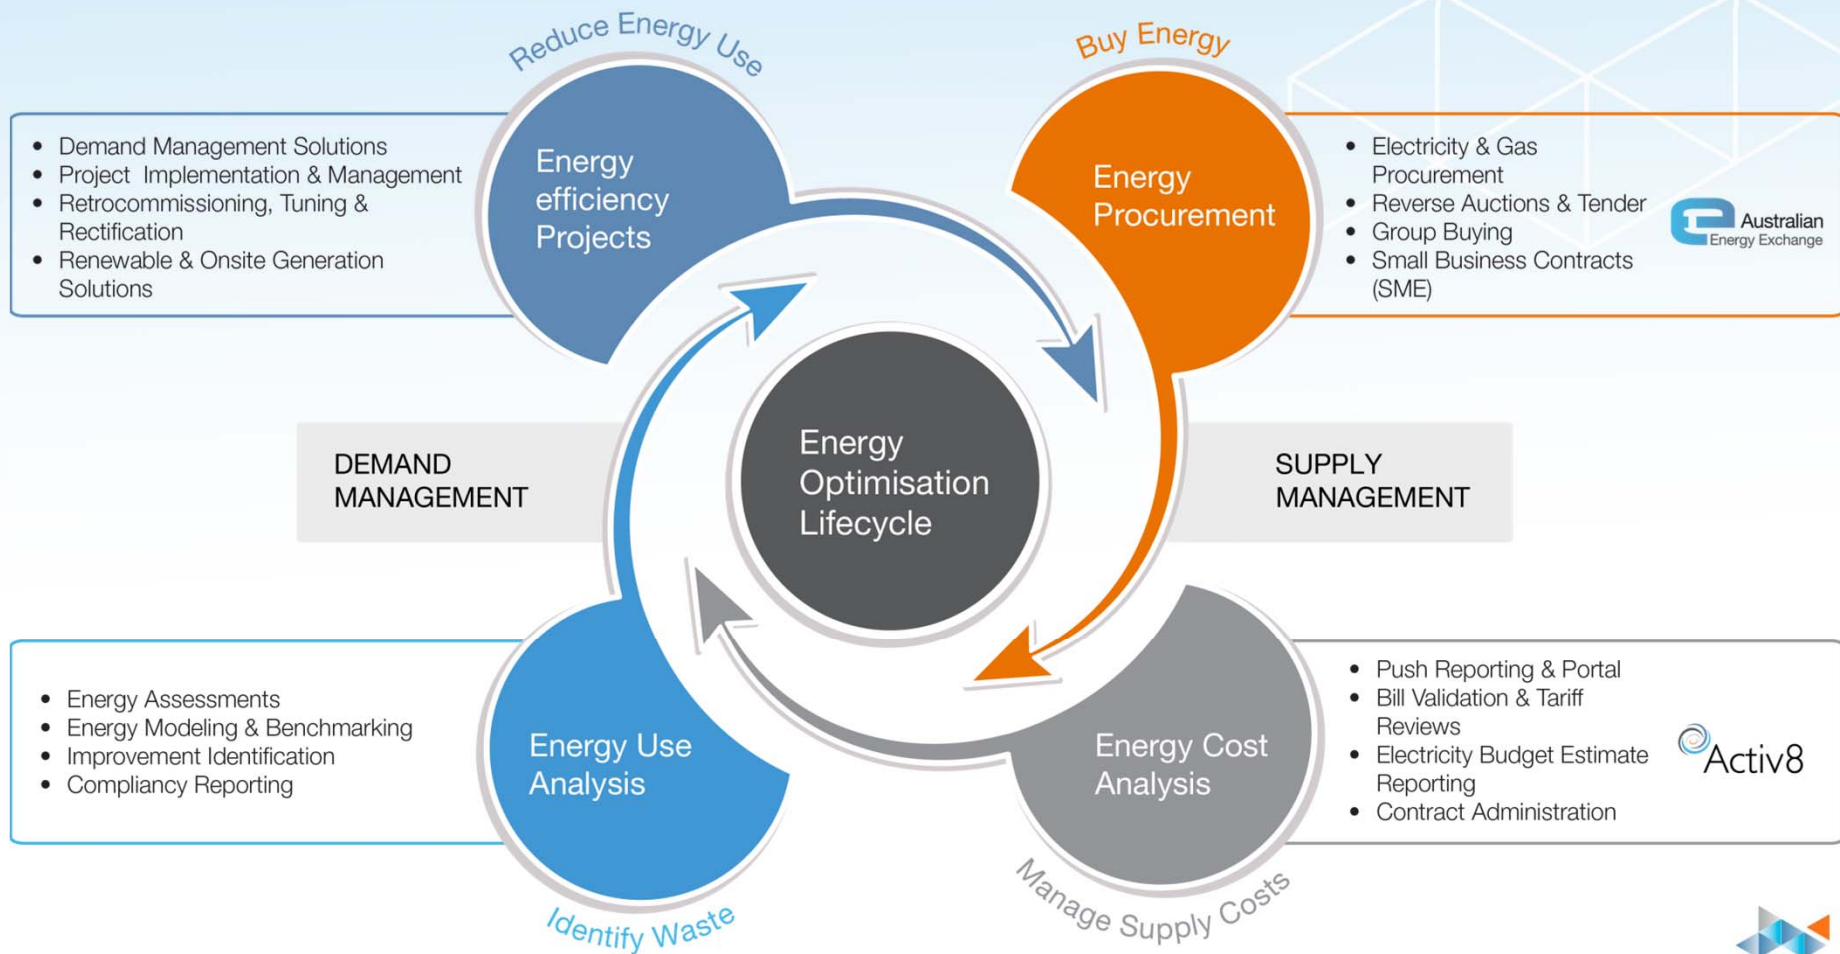 Reduce Energy Use
Buy Energy
• Demand Management Solutions
• Project Implementation & Management
• Retrocommissioning, Tuning &
Rectification
• Renewable & Onsite Generation
Solutions
Energy
efficiency
Projects
Energy
Procurement
• Electricity & Gas
Procurement
• Reverse Auctions & Tender
• Group Buying
• Small Business Contracts
(SME)
Australian
Energy Exchange
DEMAND
MANAGEMENT
Energy
Optimisation
Lifecycle
SUPPLY
MANAGEMENT
• Energy Assessments
• Energy Modeling & Benchmarking
• Improvement Identification
• Compliancy Reporting
Energy Use
Analysis
Energy Cost
Analysis
• Push Reporting & Portal
• Bill Validation & Tariff
Reviews
• Electricity Budget Estimate
Reporting
• Contract Administration
Activ8
Identify Waste
Manage Supply Costs